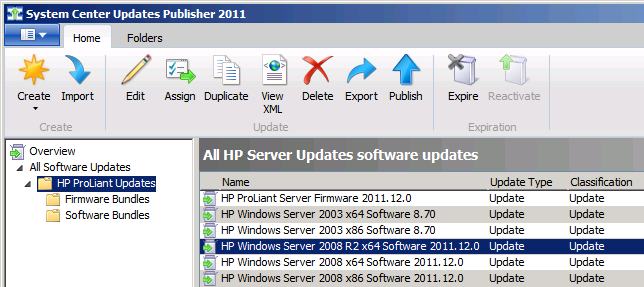 System Center Updates Publisher 2011
Home Folders
Create Import Edit Assign Duplicate View XML Delete Export Publish Expire Reactivate
Create Update Expiration
Overview
All Software Updates
HP ProLiant Updates
Firmware Bundles
Software Bundles
All HP Server Updates software updates
Name Update Type Classification
HP ProLiant Server Firmware 2011.12.0 Update Update
HP Windows Server 2003 x64 Software 8.70 Update Update
HP Windows Server 2003 x86 Software 8.70 Update Update
HP Windows Server 2008 R2 x64 Software 2011.12.0 Update Update
HP Windows Server 2008 x64 Software 2011.12.0 Update Update
HP Windows Server 2008 x86 Software 2011.12.0 Update Update